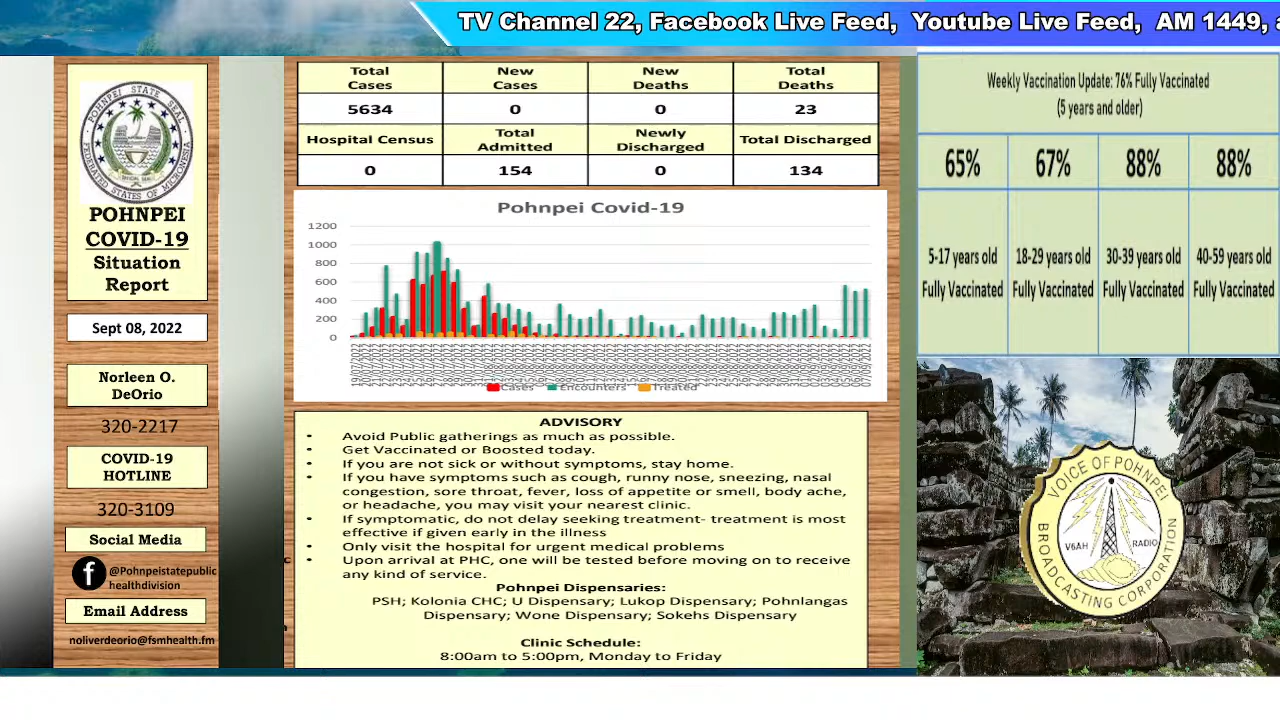 TV Channel 22, Facebook Live Feed, Youtube Live Feed, AM 1449,
POHNPEI STATE SEAL
FEDERATED STATES OF MICRONESIA
POHNPEI
COVID-19
Situation
Report
Sept 08, 2022
Norleen O.
DeOrio
320-2217
COVID-19
HOTLINE
320-3109
Social Media
@Pohnpeistatepublic
healthdivision
Email Address
noliverdeorio@fsmhealth.fm
Total Cases
New Cases
New Deaths
Total Deaths
5634 0 0 23
Hospital Census
Total Admitted
Newly Discharged
Total Discharged
0 154 0 134
Pohnpei Covid-19
1200
1000
800
600
400
200
0
Cases Encounters Treated
ADVISORY
• Avoid Public gatherings as much as possible.
• Get Vaccinated or Boosted today.
• If you are not sick or without symptoms, stay home.
• If you have symptoms such as cough, runny nose, sneezing, nasal
congestion, sore throat, fever, loss of appetite or smell, body ache,
or headache, you may visit your nearest clinic.
• If symptomatic, do not delay seeking treatment- treatment is most
effective if given early in the illness
• Only visit the hospital for urgent medical problems
• Upon arrival at PHC, one will be tested before moving on to receive
any kind of service.
Pohnpei Dispensaries:
PSH; Kolonia CHC; U Dispensary; Lukop Dispensary; Pohnlangas
Dispensary; Wone Dispensary; Sokehs Dispensary
Clinic Schedule:
8:00am to 5:00pm, Monday to Friday
Weekly Vaccination Update: 76% Fully Vaccinated
(5 years and older)
65% 67% 88% 88%
5-17 years old 18-29 years old 30-39 years old 40-59 years old
Fully Vaccinated Fully Vaccinated Fully Vaccinated Fully Vaccinated
VOICE OF POHNPEI
V6AH RADIO
BROADCASTING CORPORATION